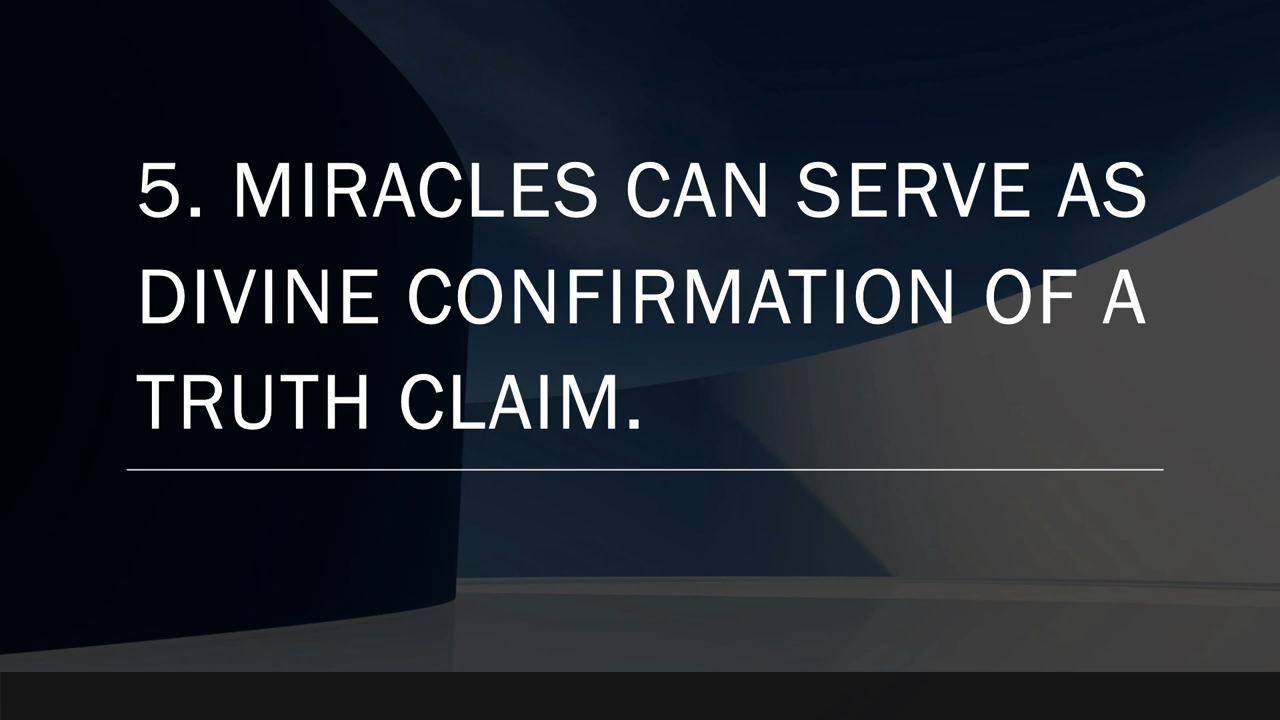 5. MIRACLES CAN SERVE AS
DIVINE CONFIRMATION OF A
TRUTH CLAIM.